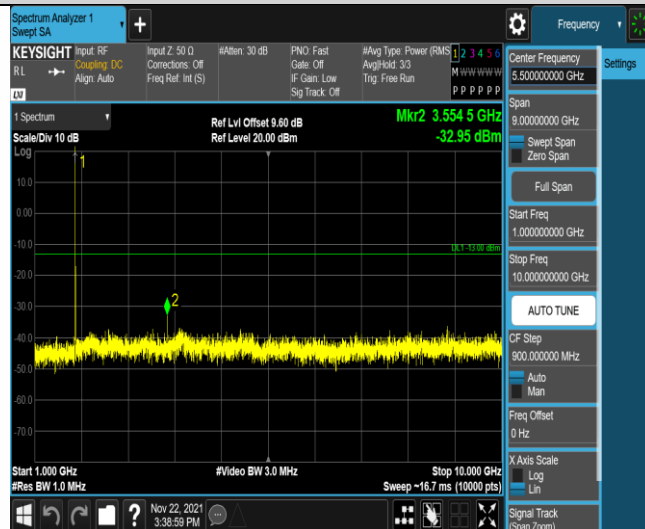 Spectrum Analyzer 1
Swept SA
Frequency
KEYSIGHT
R L
LXI
Input: RF
Coupling: DC
Align: Auto
Input Z: 50 Ω
Corrections: Off
Freq Ref: Int (S)
#Atten: 30 dB
PNO: Fast
Gate: Off
IF Gain: Low
Sig Track: Off
#Avg Type: Power (RMS
Avg|Hold: 3/3
Trig: Free Run
1 2 3 4 5 6
M W W W W W
P P P P P P
1 Spectrum
Scale/Div 10 dB
Log
Ref Lvl Offset 9.60 dB
Ref Level 20.00 dBm
Mkr2 3.554 5 GHz
-32.95 dBm
1
10.0
0.00
-10.0
DL1 -13.00 dBm
-20.0
-30.0
2
-40.0
-50.0
-60.0
-70.0
Start 1.000 GHz
#Res BW 1.0 MHz
#Video BW 3.0 MHz
Stop 10.000 GHz
Sweep ~16.7 ms (10000 pts)
Nov 22, 2021
3:38:59 PM
Center Frequency
5.500000000 GHz
Settings
Span
9.00000000 GHz
Swept Span
Zero Span
Full Span
Start Freq
1.000000000 GHz
Stop Freq
10.000000000 GHz
AUTO TUNE
CF Step
900.000000 MHz
Auto
Man
Freq Offset
0 Hz
X Axis Scale
Log
Lin
Signal Track
(Span Zoom)